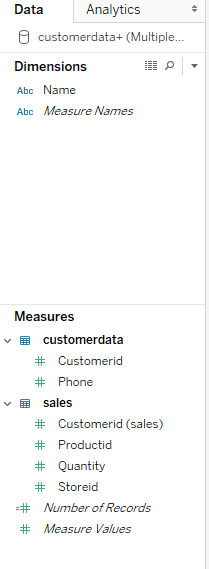 Data Analytics
customerdata+ (Multiple...
Dimensions
Abc Name
Abc Measure Names
Measures
customerdata
# Customerid
# Phone
sales
# Customerid (sales)
# Productid
# Quantity
# Storeid
=# Number of Records
# Measure Values